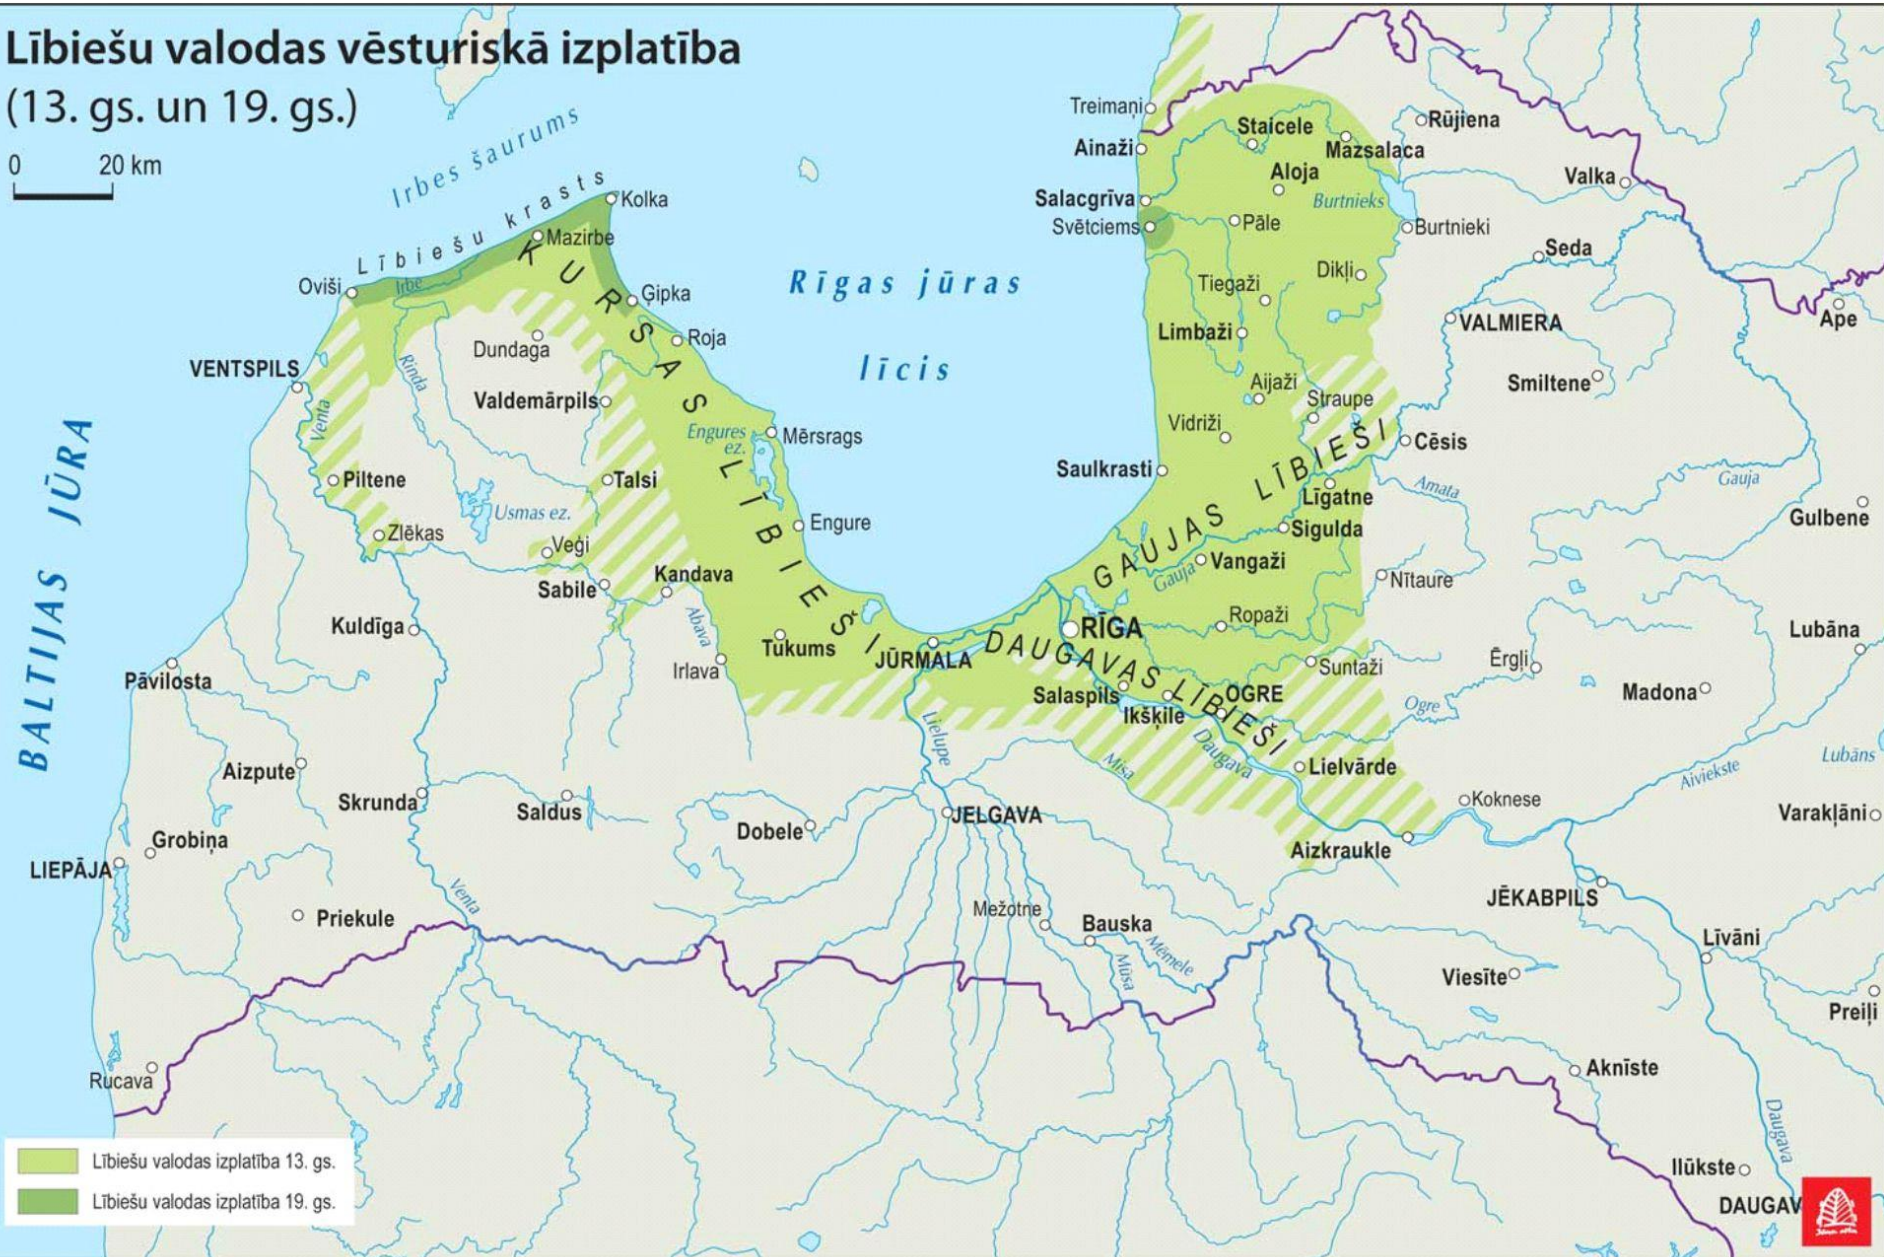 Lībiešu valodas vēsturiskā izplatība
(13. gs. un 19. gs.)
0 20 km
Irbes šaurums
Lībiešu krasts
Kolka
Mazirbe
Oviši
Irbe
Ģipka
Roja
Dundaga
Rinda
VENTSPILS
Venta
Valdemārpils
Engures
ez.
Mērsrags
Piltene
Talsi
Usmas ez.
Zlēkas
Veģi
Engure
Sabile
Kandava
Kuldīga
Abava
Tukums
Irlava
JŪRMALA
KURSAS LĪBIEŠI
BALTIJAS JŪRA
Rīgas jūras
līcis
Treimaņi
Ainaži
Staicele
Mazsalaca
Rūjiena
Aloja
Valka
Salacgrīva
Burtnieks
Svētciems
Pāle
Burtnieki
Seda
Tiegaži
Dikļi
Limbaži
VALMIERA
Ape
Smiltene
Aijaži
Straupe
Vidriži
Cēsis
Saulkrasti
Līgatne
Amata
Gauja
Sigulda
Gulbene
GAUJAS LĪBIEŠI
Gauja
Vangaži
Nītaure
Ropaži
RĪGA
Lubāna
DAUGAVAS LĪBIEŠI
Suntaži
Ērgļi
Madona
Salaspils
Ikšķile
OGRE
Ogre
Daugava
Lielvārde
Misa
Lielupe
Lubāns
Aiviekste
Koknese
Varakļāni
Aizkraukle
Pāvilosta
Aizpute
Skrunda
Saldus
Dobele
JELGAVA
Grobiņa
LIEPĀJA
Priekule
Venta
Mežotne
Bauska
Mēmele
Mūsa
JĒKABPILS
Līvāni
Viesīte
Preiļi
Rucava
Aknīste
Daugava
Ilūkste
DAUGAV
Lībiešu valodas izplatība 13. gs.
Lībiešu valodas izplatība 19. gs.